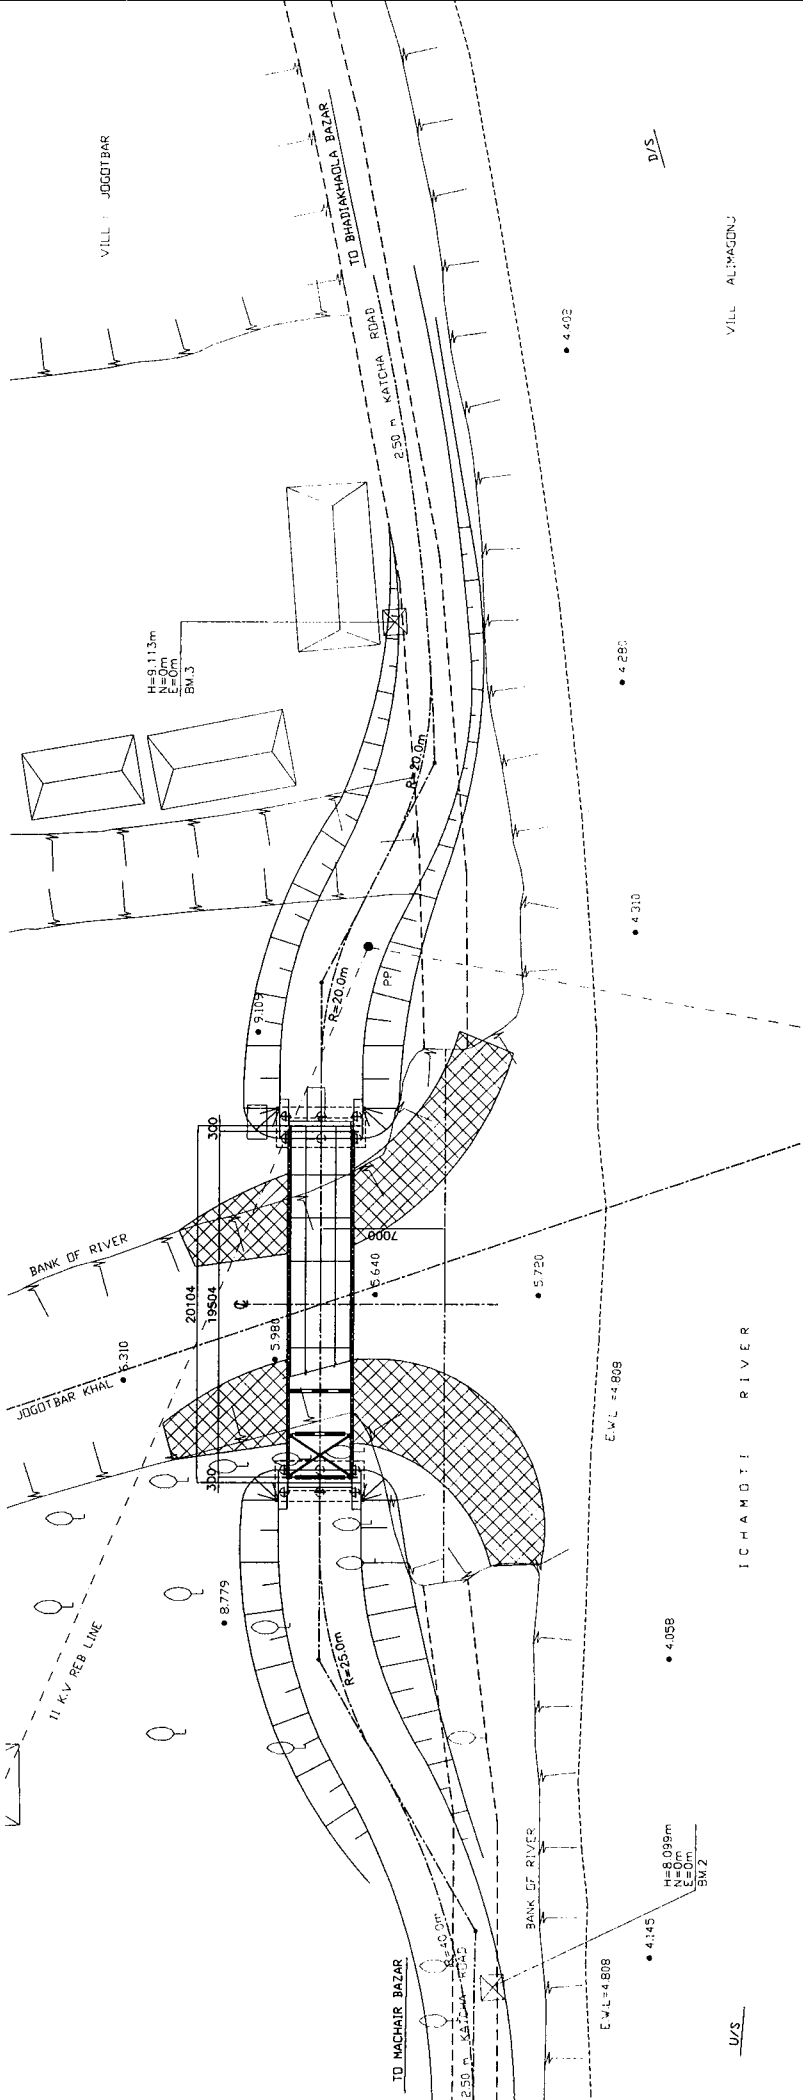 VILL : JOGOTBAR
TO BHADIAKHAOLA BAZAR
D/S
VILL ALIMAGONJ
2.50 m KATCHA ROAD
4.402
H=9.113m
N=0m
E=0m
BM.3
4.280
R=20.0m
4.310
PP
R=20.0m
9.109
300
BANK OF RIVER
7000
20104
19504
5.640
5.720
℄
5.980
6.310
JOGOTBAR KHAL
E.W.L =4.808
ICHAMOTI RIVER
300
8.779
11 K.V REB LINE
R=25.0m
4.058
H=8.099m
N=0m
E=0m
BM.2
BANK OF RIVER
R=40.0m
4.145
E.W.L=4.808
TO MACHAIR BAZAR
2.50 m KATCHA ROAD
U/S